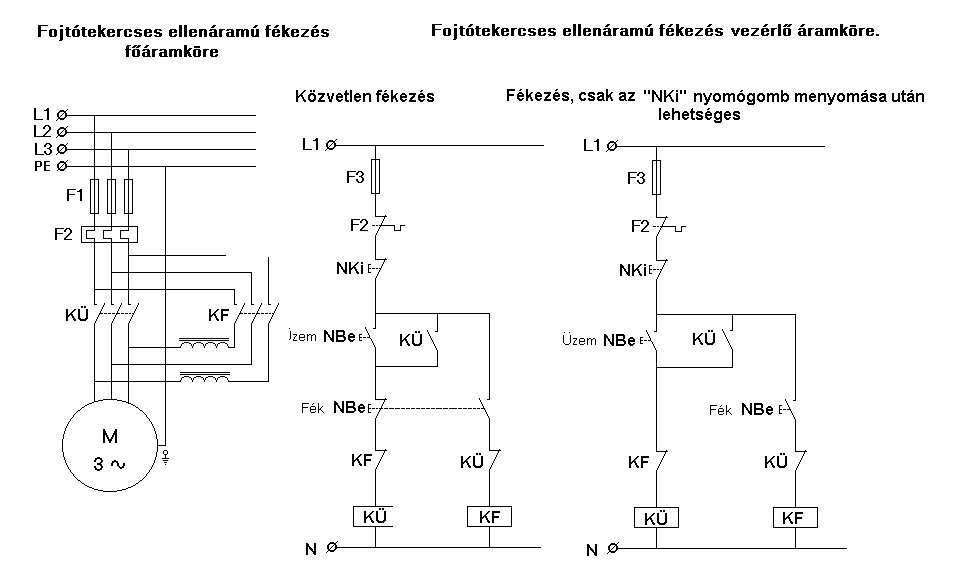 Fojtótekercses ellenáramú fékezés
főáramköre
Fojtótekercses ellenáramú fékezés vezérlő áramköre.
Közvetlen fékezés
Fékezés, csak az "NKi" nyomógomb menyomása után
lehetséges
L1
L2
L3
PE
F1
F2
KÜ
KF
M
3 ~
L1
F3
F2
NKi
Üzem NBe
KÜ
Fék NBe
KF
KÜ
KÜ
KF
N
L1
F3
F2
NKi
Üzem NBe
KÜ
Fék NBe
KF
KÜ
KÜ
KF
N